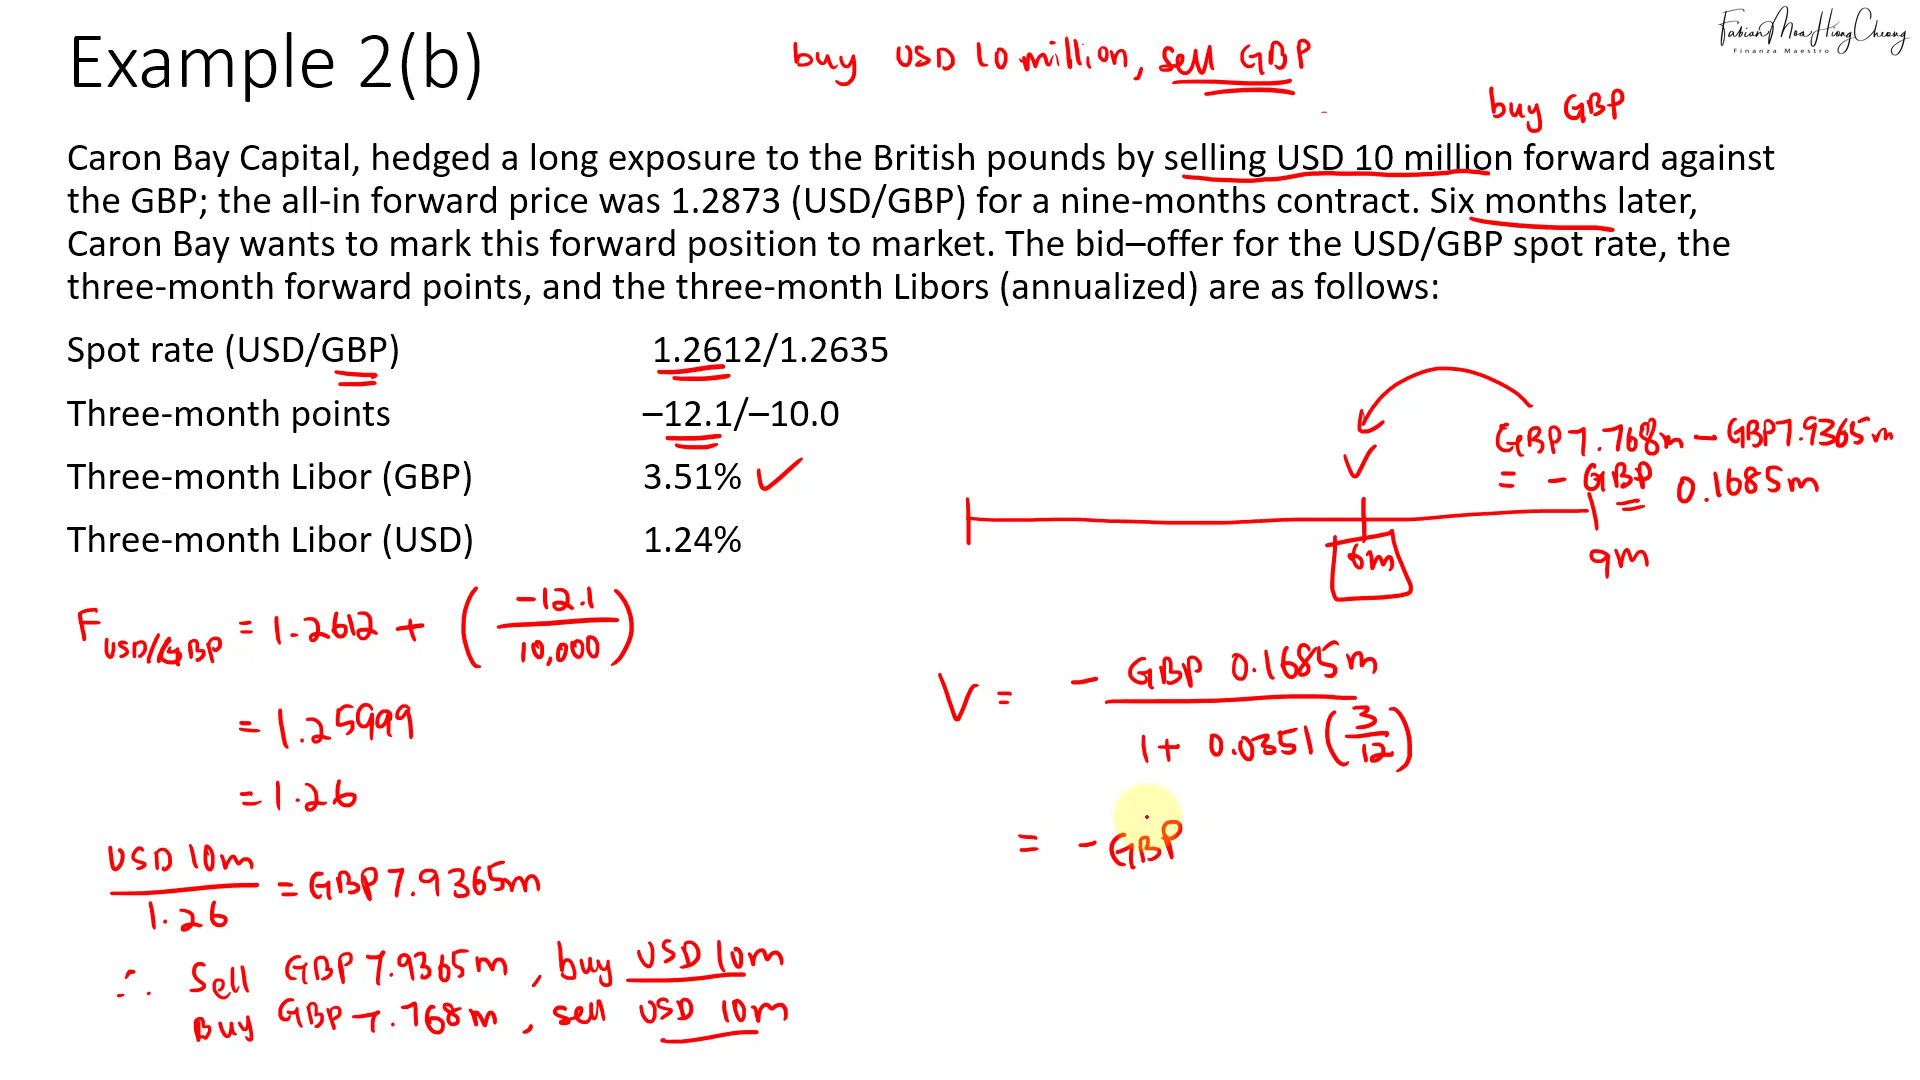 Fabian Moa Hiong Cheong
Finanza Maestro
Example 2(b)
buy USD 10 million, sell GBP
buy GBP
Caron Bay Capital, hedged a long exposure to the British pounds by selling USD 10 million forward against
the GBP; the all-in forward price was 1.2873 (USD/GBP) for a nine-months contract. Six months later,
Caron Bay wants to mark this forward position to market. The bid–offer for the USD/GBP spot rate, the
three-month forward points, and the three-month Libors (annualized) are as follows:
Spot rate (USD/GBP) 1.2612/1.2635
Three-month points –12.1/–10.0
Three-month Libor (GBP) 3.51% ✓
Three-month Libor (USD) 1.24%
GBP 7.768m – GBP 7.9365m
= - GBP 0.1685m
V
6m
9m
F USD/GBP = 1.2612 + ( -12.1 / 10,000 )
= 1.25999
= 1.26
USD 10m / 1.26 = GBP 7.9365m
∴ Sell GBP 7.9365m, buy USD 10m
Buy GBP 7.768m, sell USD 10m
V = - GBP 0.1685m / 1 + 0.0351 ( 3/12 )
= - GBP